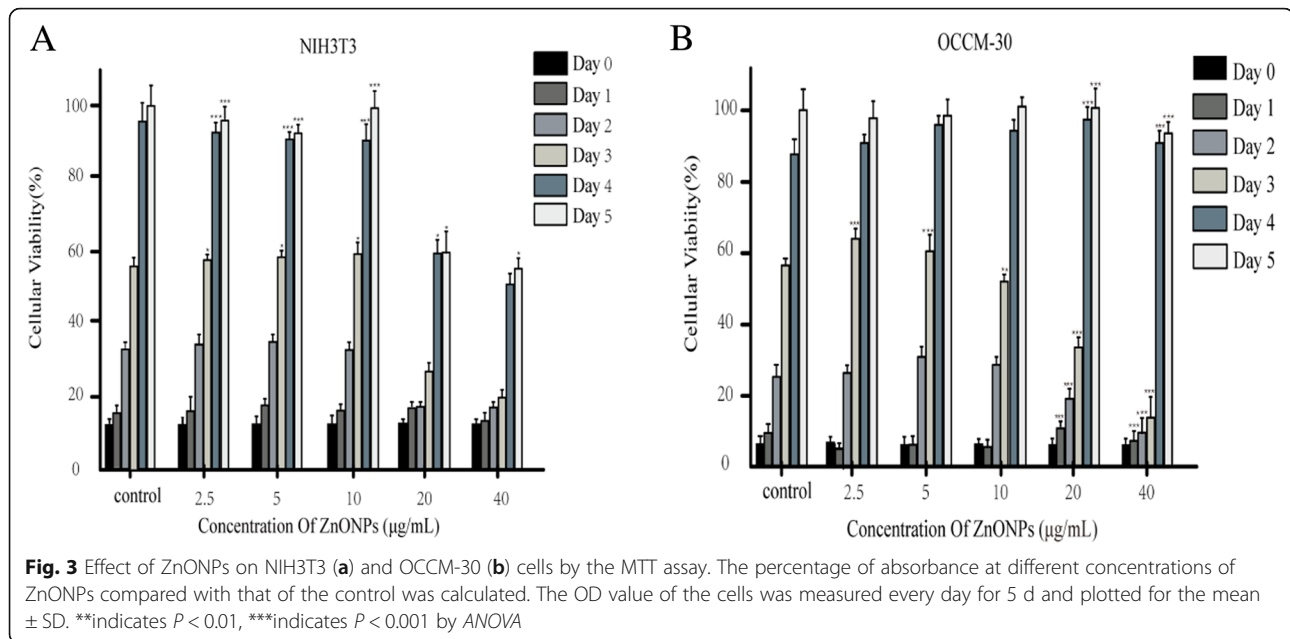 A
NIH3T3
Day 0
Day 1
Day 2
Day 3
Day 4
Day 5
Cellular Viability(%)
100
80
60
40
20
0
*** ***
*** ***
*** ***
* * * * * *
control 2.5 5 10 20 40
Concentration Of ZnONPs (μg/mL)
B
OCCM-30
Day 0
Day 1
Day 2
Day 3
Day 4
Day 5
Cellular Viability(%)
100
80
60
40
20
0
*** *** ** *** *** *** *** *** *** *** *** *** ***
control 2.5 5 10 20 40
Concentration Of ZnONPs (μg/mL)
Fig. 3 Effect of ZnONPs on NIH3T3 (a) and OCCM-30 (b) cells by the MTT assay. The percentage of absorbance at different concentrations of
ZnONPs compared with that of the control was calculated. The OD value of the cells was measured every day for 5 d and plotted for the mean
± SD. **indicates P < 0.01, ***indicates P < 0.001 by ANOVA